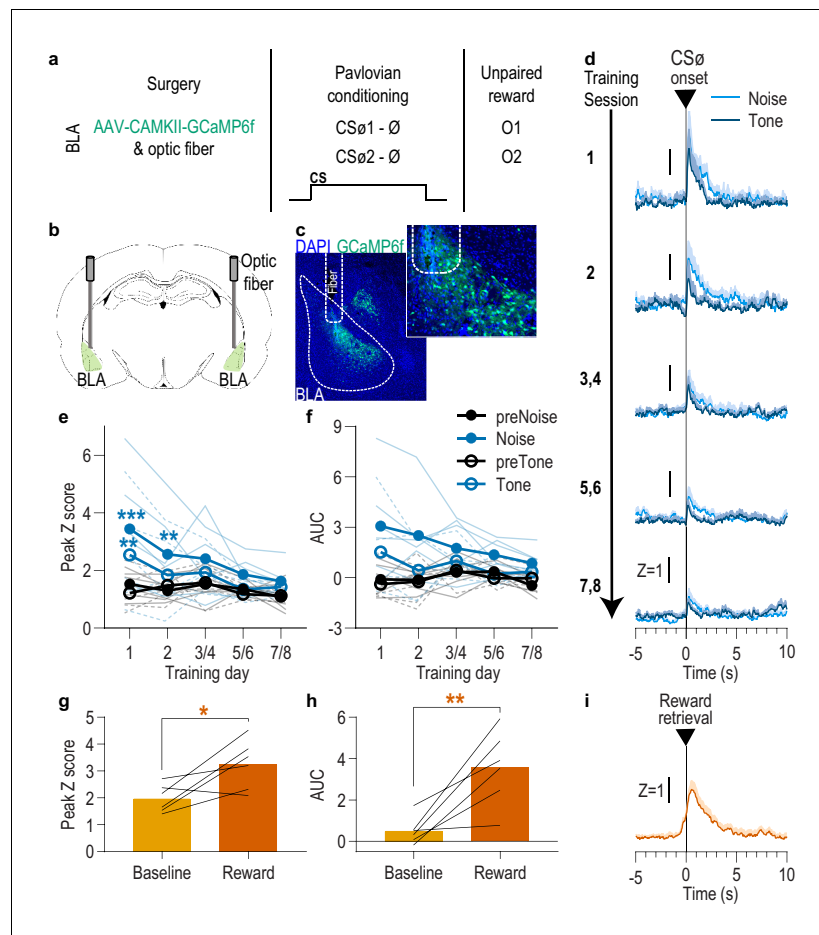 a
Surgery
Pavlovian
conditioning
Unpaired
reward
BLA
AAV-CAMKII-GCaMP6f
& optic fiber
CSø1 - Ø
CSø2 - Ø
O1
O2
CS
b
Optic
fiber
BLA
BLA
c
DAPI GCaMP6f
Fiber
BLA
d
Training
Session
CSø
onset
Noise
Tone
1
2
3,4
5,6
7,8
Z=1
-5
0
5
10
Time (s)
e
Peak Z score
6
4
2
0
***
**
**
1
2
3/4
5/6
7/8
Training day
f
AUC
9
6
3
0
-3
preNoise
Noise
preTone
Tone
1
2
3/4
5/6
7/8
Training day
g
Peak Z score
5
4
3
2
1
0
*
Baseline
Reward
h
AUC
6
4
2
0
**
Baseline
Reward
i
Reward
retrieval
Z=1
-5
0
5
10
Time (s)